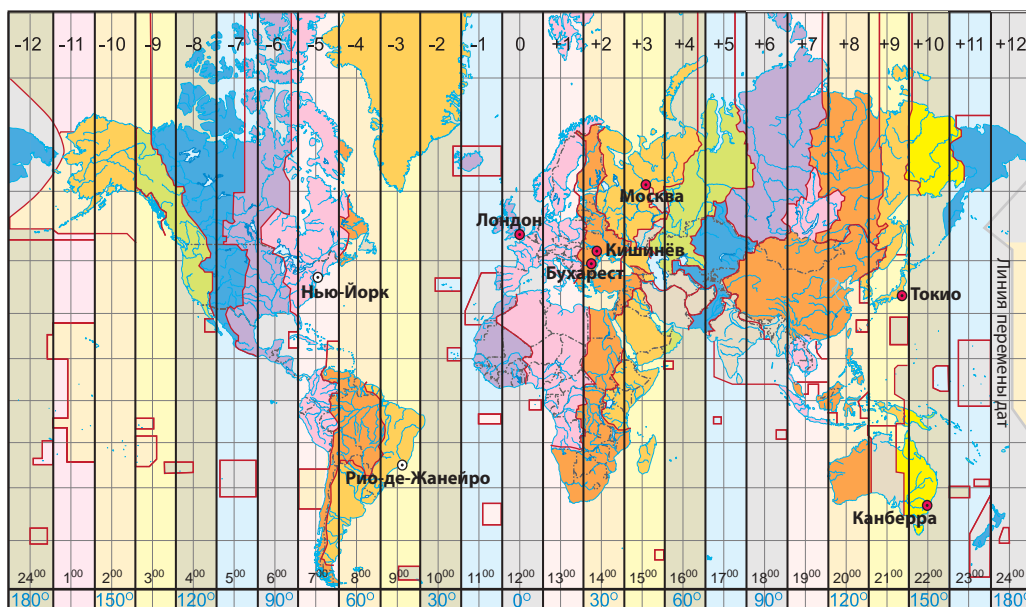 -12 -11 -10 -9 -8 -7 -6 -5 -4 -3 -2 -1 0 +1 +2 +3 +4 +5 +6 +7 +8 +9 +10 +11 +12
Москва
Лондон
Кишинёв
Бухарест
Нью-Йорк
Токио
Линия перемены дат
Рио-де-Жанейро
Канберра
24⁰⁰ 1⁰⁰ 2⁰⁰ 3⁰⁰ 4⁰⁰ 5⁰⁰ 6⁰⁰ 7⁰⁰ 8⁰⁰ 9⁰⁰ 10⁰⁰ 11⁰⁰ 12⁰⁰ 13⁰⁰ 14⁰⁰ 15⁰⁰ 16⁰⁰ 17⁰⁰ 18⁰⁰ 19⁰⁰ 20⁰⁰ 21⁰⁰ 22⁰⁰ 23⁰⁰ 24⁰⁰
180° 150° 120° 90° 60° 30° 0° 30° 60° 90° 120° 150° 180°